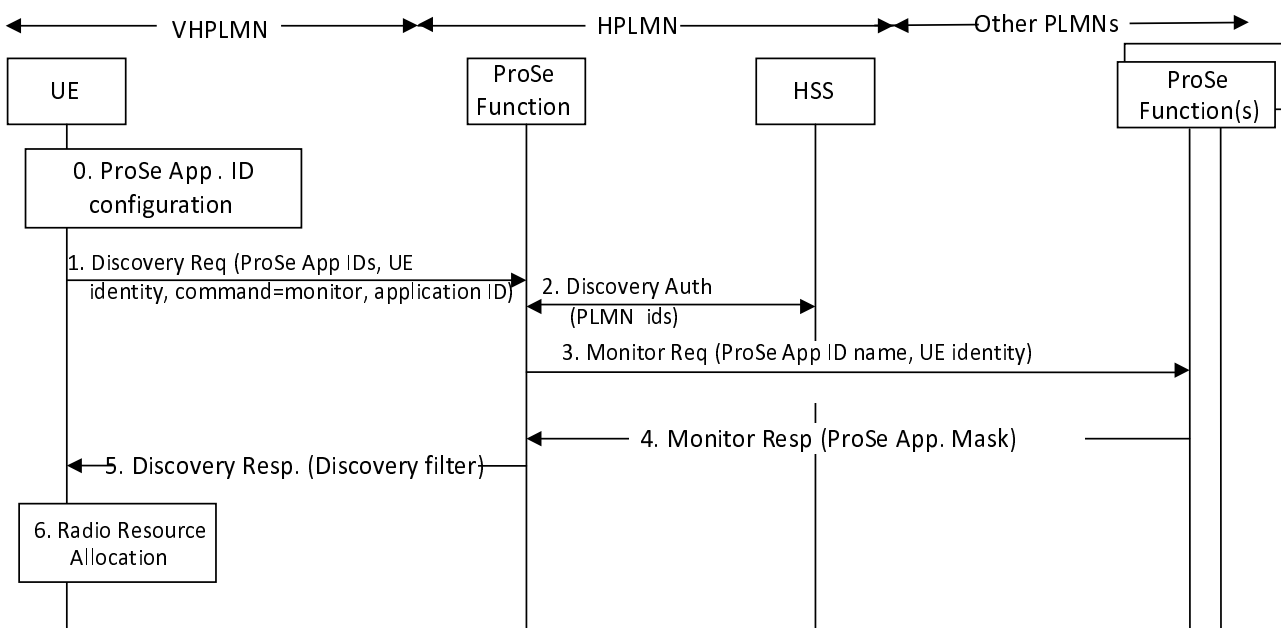 VHPLMN
HPLMN
Other PLMNs
UE
ProSe
Function
HSS
ProSe
Function(s)
0. ProSe App . ID
configuration
1. Discovery Req (ProSe App IDs, UE
identity, command=monitor, application ID)
2. Discovery Auth
(PLMN ids)
3. Monitor Req (ProSe App ID name, UE identity)
4. Monitor Resp (ProSe App. Mask)
5. Discovery Resp. (Discovery filter)
6. Radio Resource
Allocation